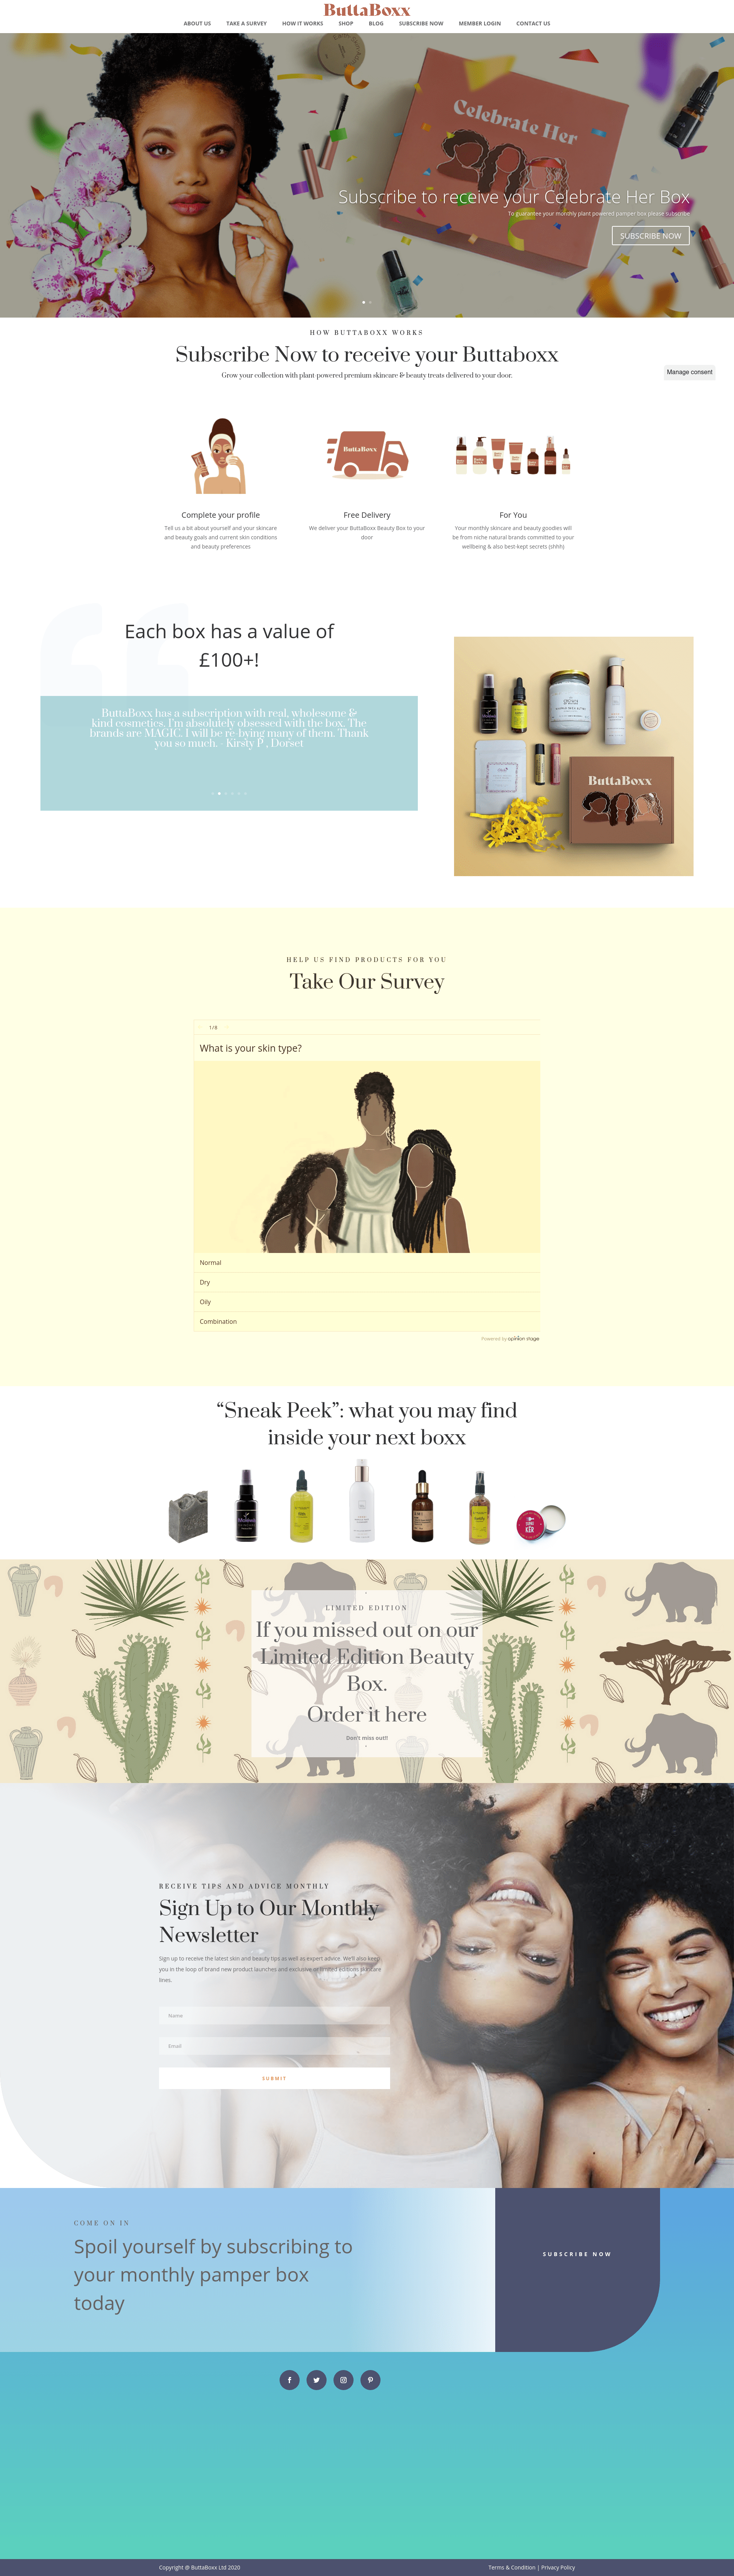 ButtaBoxx
ABOUT US TAKE A SURVEY HOW IT WORKS SHOP BLOG SUBSCRIBE NOW MEMBER LOGIN CONTACT US
Celebrate Her
Subscribe to receive your Celebrate Her Box
To guarantee your monthly plant powered pamper box please subscribe
SUBSCRIBE NOW
HOW BUTTABOXX WORKS
Subscribe Now to receive your Buttaboxx
Grow your collection with plant-powered premium skincare & beauty treats delivered to your door.
Manage consent
ButtaBoxx
Complete your profile
Tell us a bit about yourself and your skincare
and beauty goals and current skin conditions
and beauty preferences
Free Delivery
We deliver your ButtaBoxx Beauty Box to your
door
For You
Your monthly skincare and beauty goodies will
be from niche natural brands committed to your
wellbeing & also best-kept secrets (shhh)
Each box has a value of
£100+!
ButtaBoxx has a subscription with real, wholesome &
kind cosmetics. I'm absolutely obsessed with the box. The
brands are MAGIC. I will be re-bying many of them. Thank
you so much. Kirsty P , Dorset
ButtaBoxx
HELP US FIND PRODUCTS FOR YOU
Take Our Survey
1/8
What is your skin type?
Normal
Dry
Oily
Combination
Powered by opinion stage
“Sneak Peek”: what you may find
inside your next boxx
LIMITED EDITION
If you missed out on our
Limited Edition Beauty
Box.
Order it here
Don't miss out!!
RECEIVE TIPS AND ADVICE MONTHLY
Sign Up to Our Monthly
Newsletter
Sign up to receive the latest skin and beauty tips as well as expert advice. We'll also keep
you in the loop of brand new product launches and exclusive or limited editions skincare
lines.
Name
Email
SUBMIT
COME ON IN
Spoil yourself by subscribing to
your monthly pamper box
today
SUBSCRIBE NOW
Copyright @ ButtaBoxx Ltd 2020
Terms & Condition | Privacy Policy